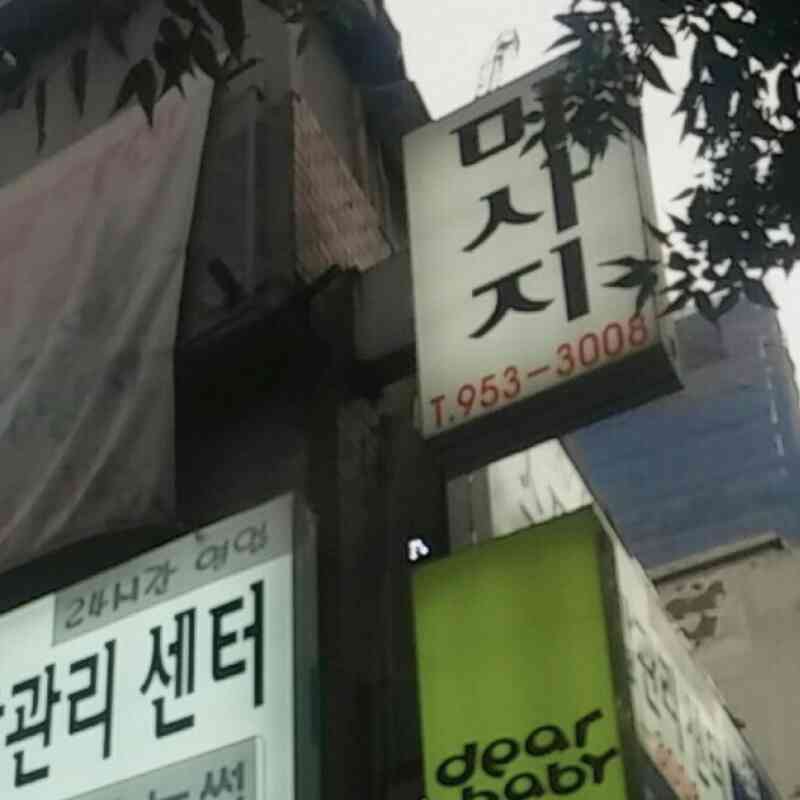 마사지
T.953-3008
24시간 영업
관리 센터
dear
baby